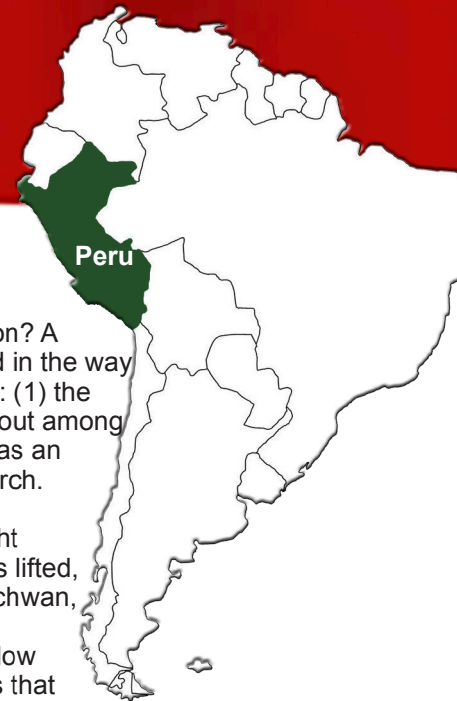 Peru
on? A
d in the way
: (1) the
out among
as an
rch.
ht
s lifted,
chwan,
low
s that